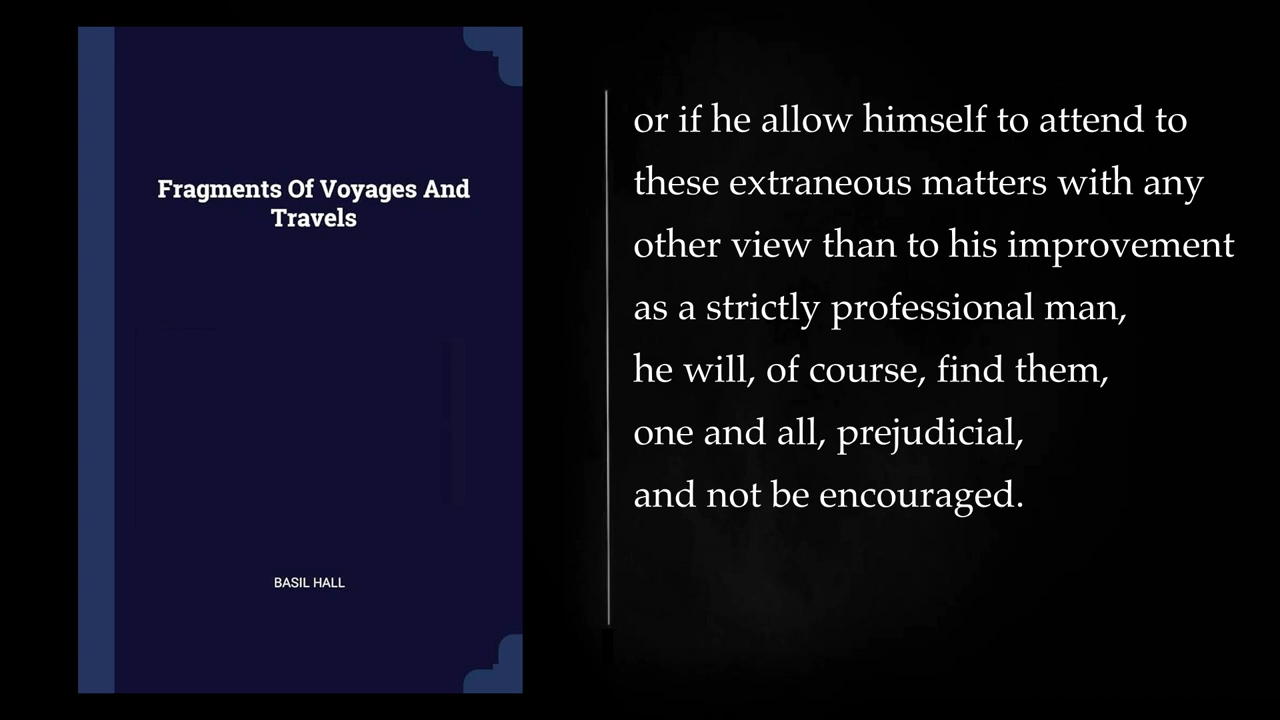 Fragments Of Voyages And
Travels
BASIL HALL
or if he allow himself to attend to
these extraneous matters with any
other view than to his improvement
as a strictly professional man,
he will, of course, find them,
one and all, prejudicial,
and not be encouraged.